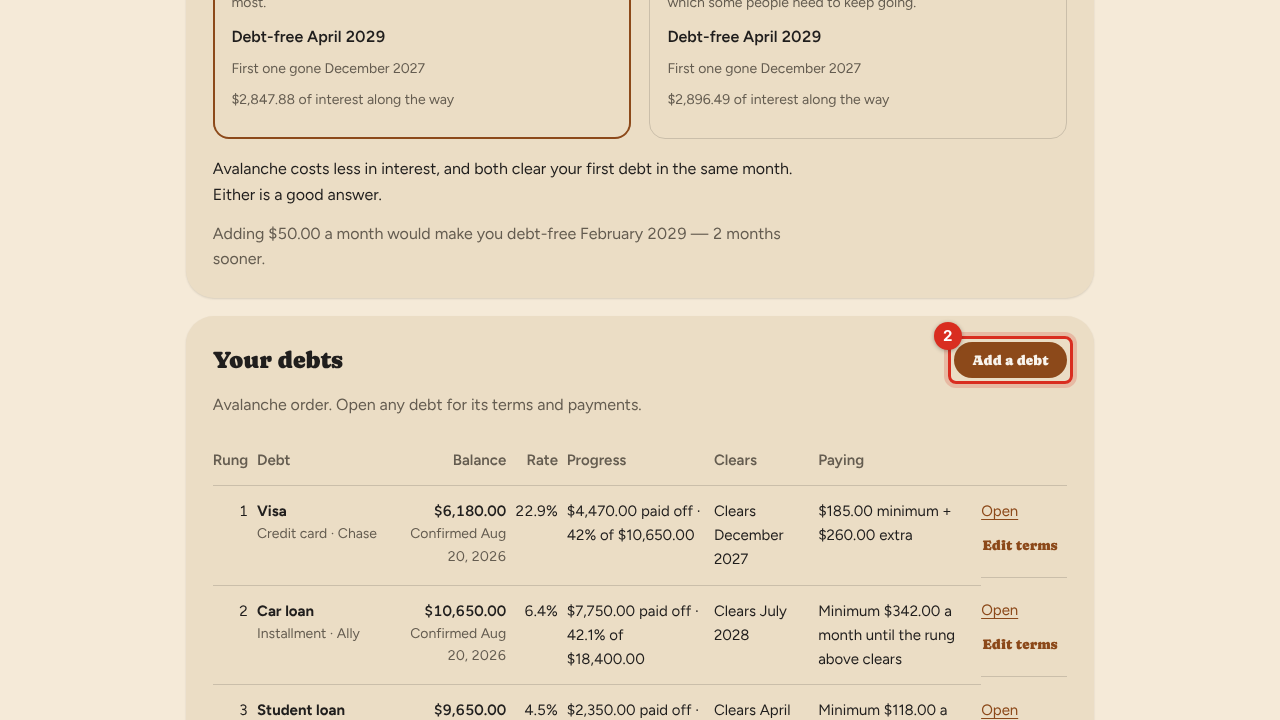 most.
which some people need to keep going.
Debt-free April 2029
Debt-free April 2029
First one gone December 2027
First one gone December 2027
$2,847.88 of interest along the way
$2,896.49 of interest along the way
Avalanche costs less in interest, and both clear your first debt in the same month.
Either is a good answer.
Adding $50.00 a month would make you debt-free February 2029 — 2 months
sooner.
2
Your debts
Add a debt
Avalanche order. Open any debt for its terms and payments.
Rung Debt Balance Rate Progress Clears Paying
1 Visa $6,180.00 22.9% $4,470.00 paid off · Clears $185.00 minimum + Open
Credit card · Chase Confirmed Aug 42% of $10,650.00 December $260.00 extra Edit terms
20, 2026 2027
2 Car loan $10,650.00 6.4% $7,750.00 paid off · Clears July Minimum $342.00 a Open
Installment · Ally Confirmed Aug 42.1% of 2028 month until the rung Edit terms
20, 2026 $18,400.00 above clears
3 Student loan $9,650.00 4.5% $2,350.00 paid off · Clears April Minimum $118.00 a Open